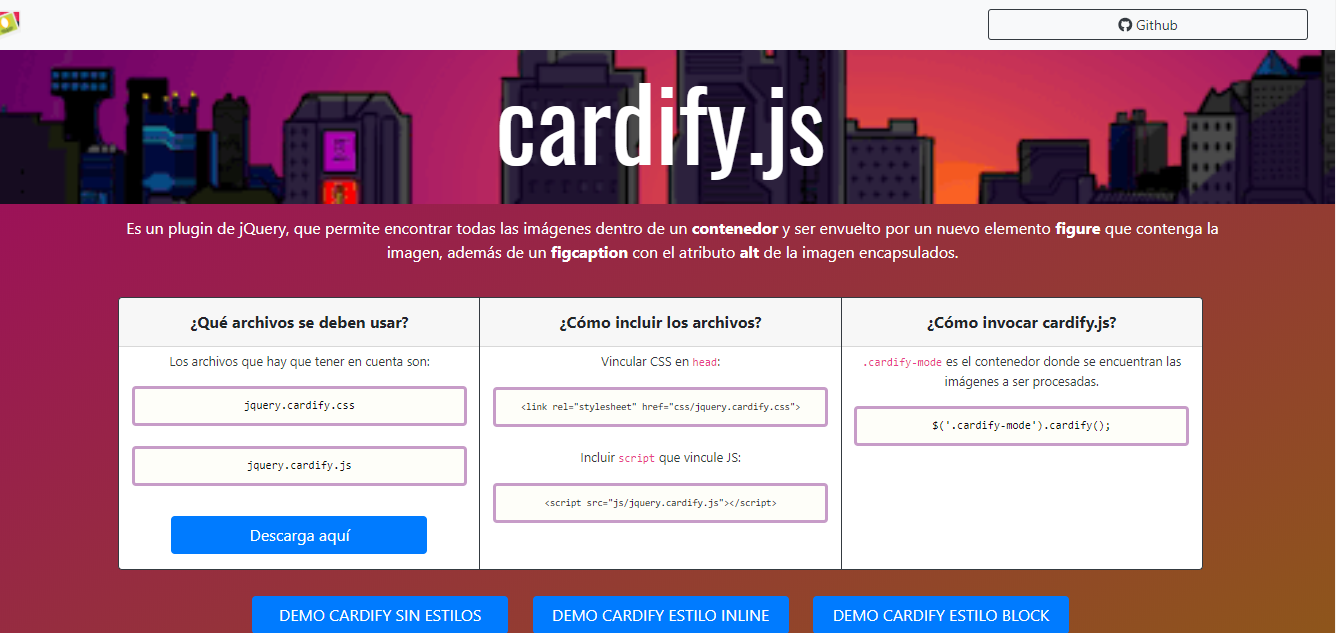 Github
cardify.js
Es un plugin de jQuery, que permite encontrar todas las imágenes dentro de un contenedor y ser envuelto por un nuevo elemento figure que contenga la
imagen, además de un figcaption con el atributo alt de la imagen encapsulados.
¿Qué archivos se deben usar?
Los archivos que hay que tener en cuenta son:
jquery.cardify.css
jquery.cardify.js
Descarga aquí
¿Cómo incluir los archivos?
Vincular CSS en head:
<link rel="stylesheet" href="css/jquery.cardify.css">
Incluir script que vincule JS:
<script src="js/jquery.cardify.js"></script>
¿Cómo invocar cardify.js?
.cardify-mode es el contenedor donde se encuentran las
imágenes a ser procesadas.
$('.cardify-mode').cardify();
DEMO CARDIFY SIN ESTILOS
DEMO CARDIFY ESTILO INLINE
DEMO CARDIFY ESTILO BLOCK